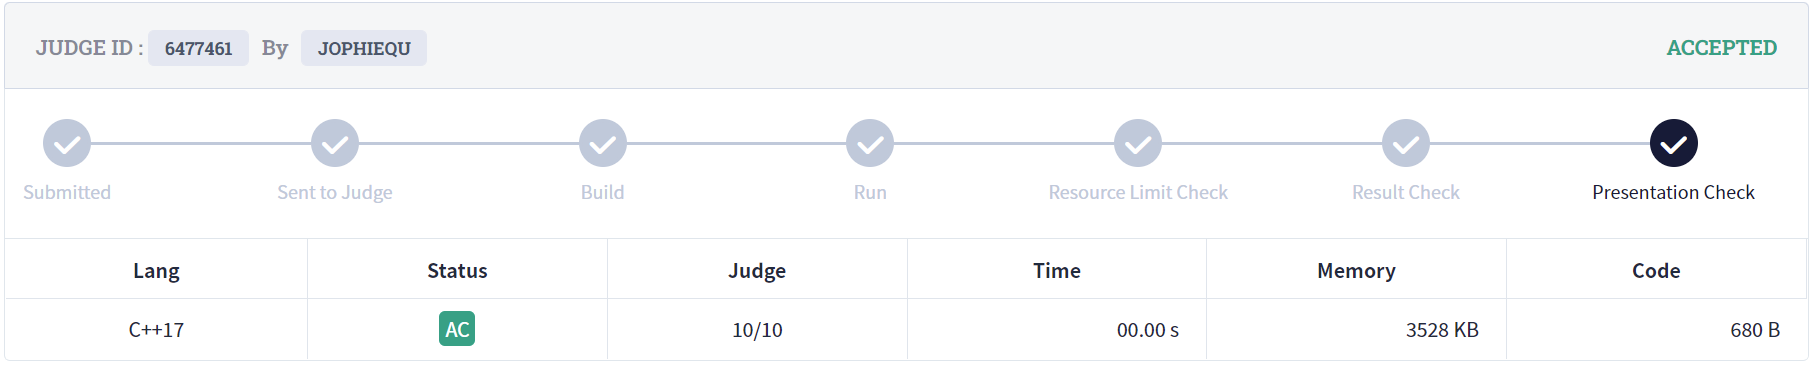 JUDGE ID : 6477461 By JOPHIEQU ACCEPTED
Submitted Sent to Judge Build Run Resource Limit Check Result Check Presentation Check
Lang Status Judge Time Memory Code
C++17 AC 10/10 00.00 s 3528 KB 680 B